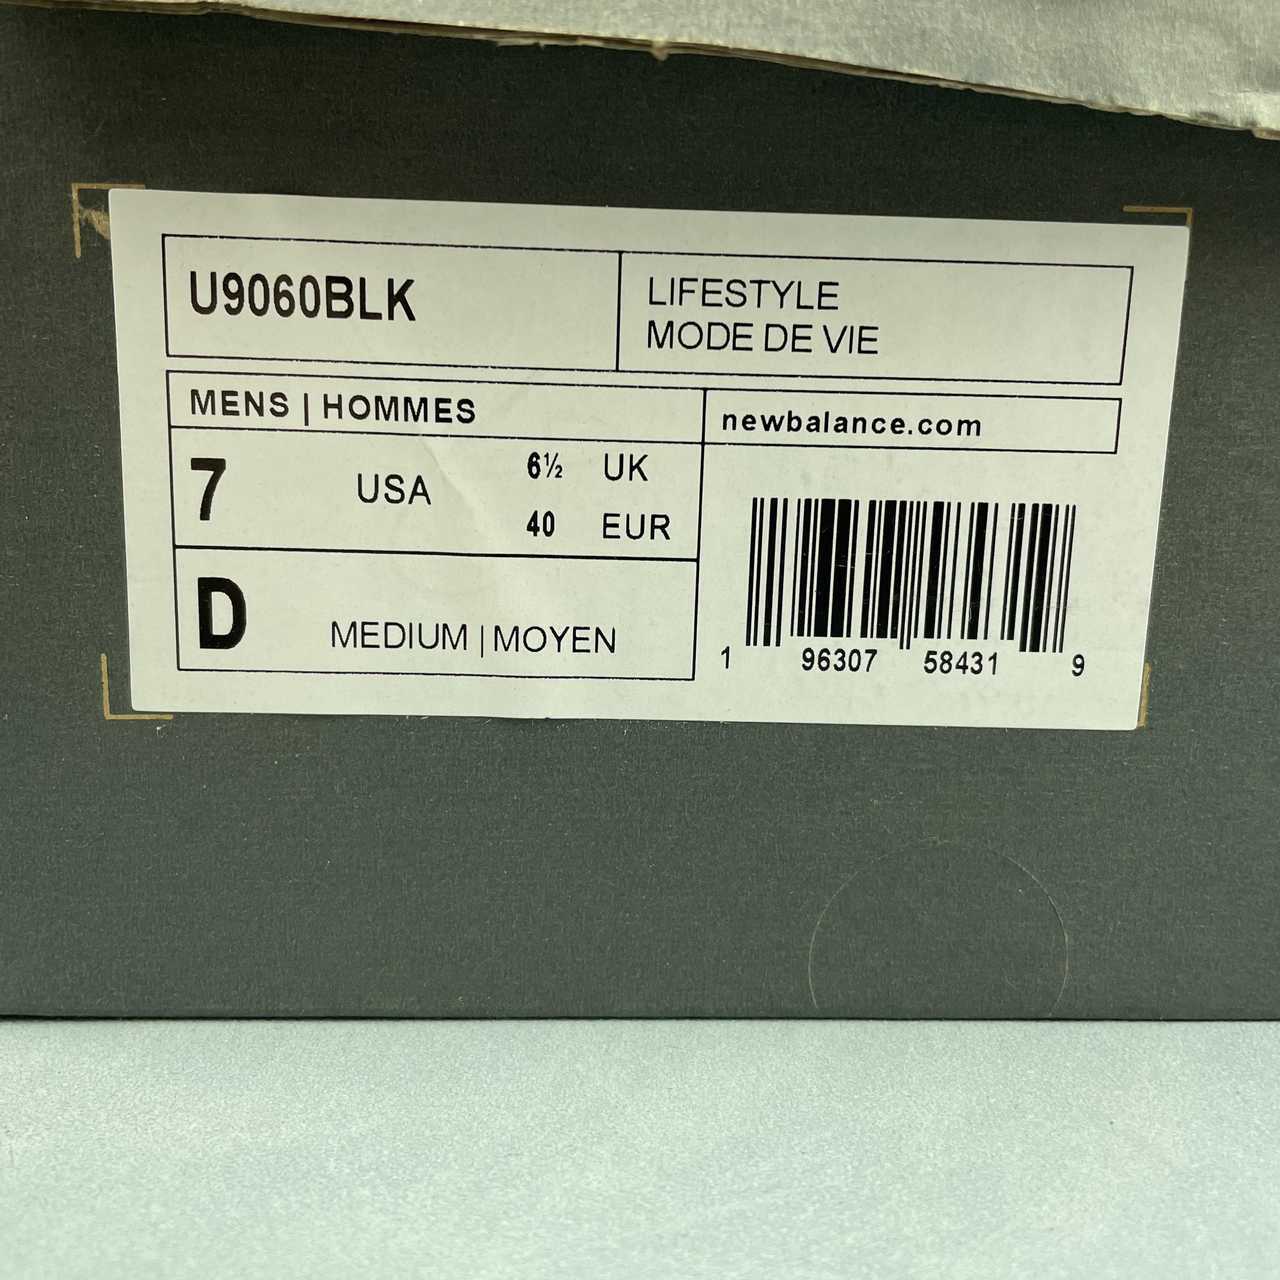 U9060BLK
LIFESTYLE
MODE DE VIE
MENS | HOMMES
newbalance.com
7 USA
6½ UK
40 EUR
D MEDIUM | MOYEN
1 96307 58431 9